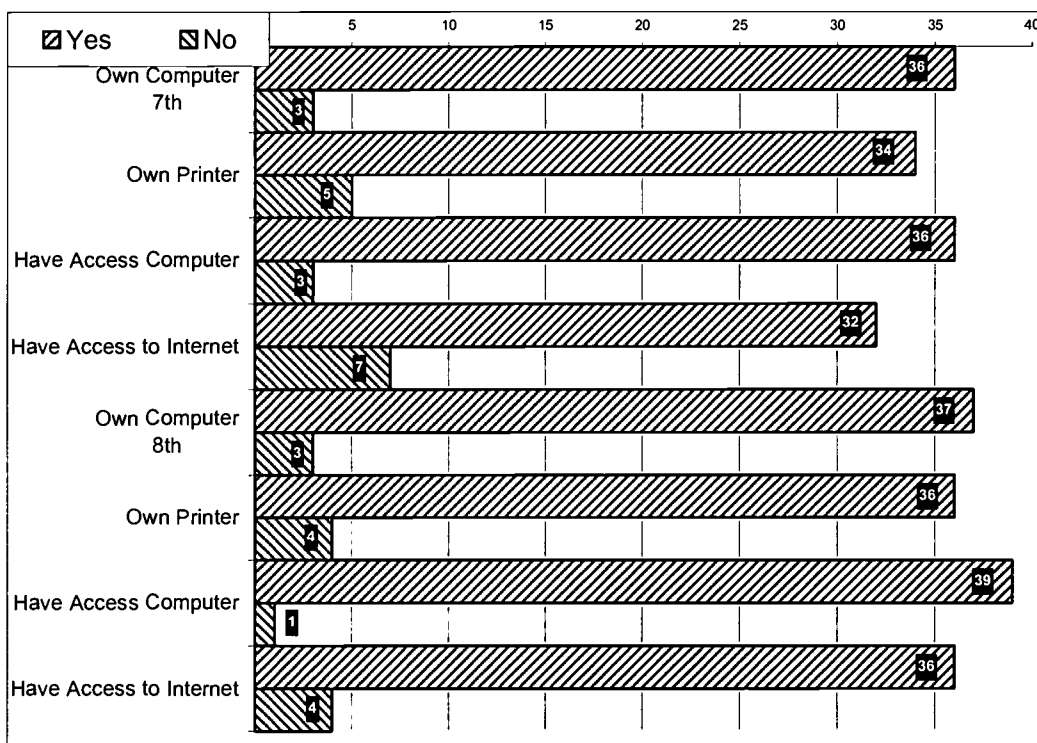 Yes No
5 10 15 20 25 30 35 40
Own Computer
7th
36
3
Own Printer
34
5
Have Access Computer
36
3
Have Access to Internet
32
7
Own Computer
8th
37
3
Own Printer
36
4
Have Access Computer
39
1
Have Access to Internet
36
4